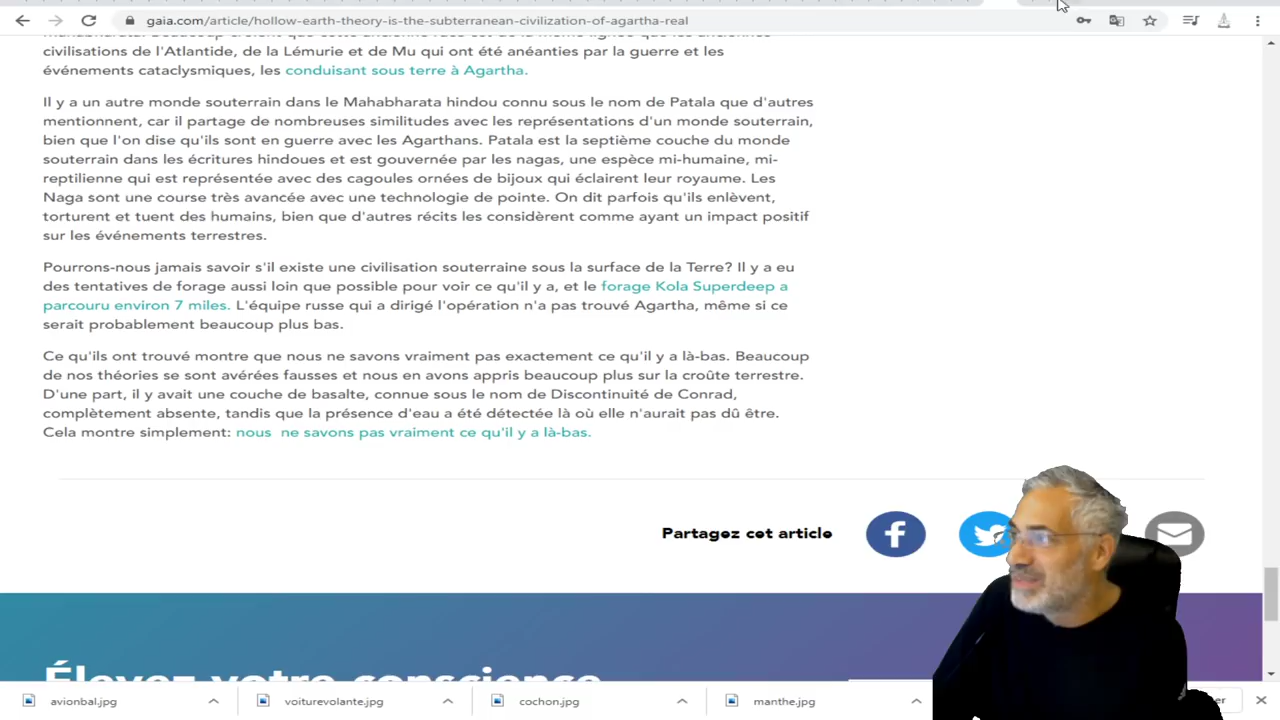 gaia.com/article/hollow-earth-theory-is-the-subterranean-civilization-of-agartha-real
civilisations de l'Atlantide, de la Lémurie et de Mu qui ont été anéanties par la guerre et les
événements cataclysmiques, les conduisant sous terre à Agartha.
Il y a un autre monde souterrain dans le Mahabharata hindou connu sous le nom de Patala que d'autres
mentionnent, car il partage de nombreuses similitudes avec les représentations d'un monde souterrain,
bien que l'on dise qu'ils sont en guerre avec les Agarthans. Patala est la septième couche du monde
souterrain dans les écritures hindoues et est gouvernée par les nagas, une espèce mi-humaine, mi-
reptilienne qui est représentée avec des cagoules ornées de bijoux qui éclairent leur royaume. Les
Naga sont une course très avancée avec une technologie de pointe. On dit parfois qu'ils enlèvent,
torturent et tuent des humains, bien que d'autres récits les considèrent comme ayant un impact positif
sur les événements terrestres.
Pourrons-nous jamais savoir s'il existe une civilisation souterraine sous la surface de la Terre? Il y a eu
des tentatives de forage aussi loin que possible pour voir ce qu'il y a, et le forage Kola Superdeep a
parcouru environ 7 miles. L'équipe russe qui a dirigé l'opération n'a pas trouvé Agartha, même si ce
serait probablement beaucoup plus bas.
Ce qu'ils ont trouvé montre que nous ne savons vraiment pas exactement ce qu'il y a là-bas. Beaucoup
de nos théories se sont avérées fausses et nous en avons appris beaucoup plus sur la croûte terrestre.
D'une part, il y avait une couche de basalte, connue sous le nom de Discontinuité de Conrad,
complètement absente, tandis que la présence d'eau a été détectée là où elle n'aurait pas dû être.
Cela montre simplement: nous ne savons pas vraiment ce qu'il y a là-bas.
Partagez cet article
Élevez votre conscience
avionbal.jpg
voiturevolante.jpg
cochon.jpg
manthe.jpg